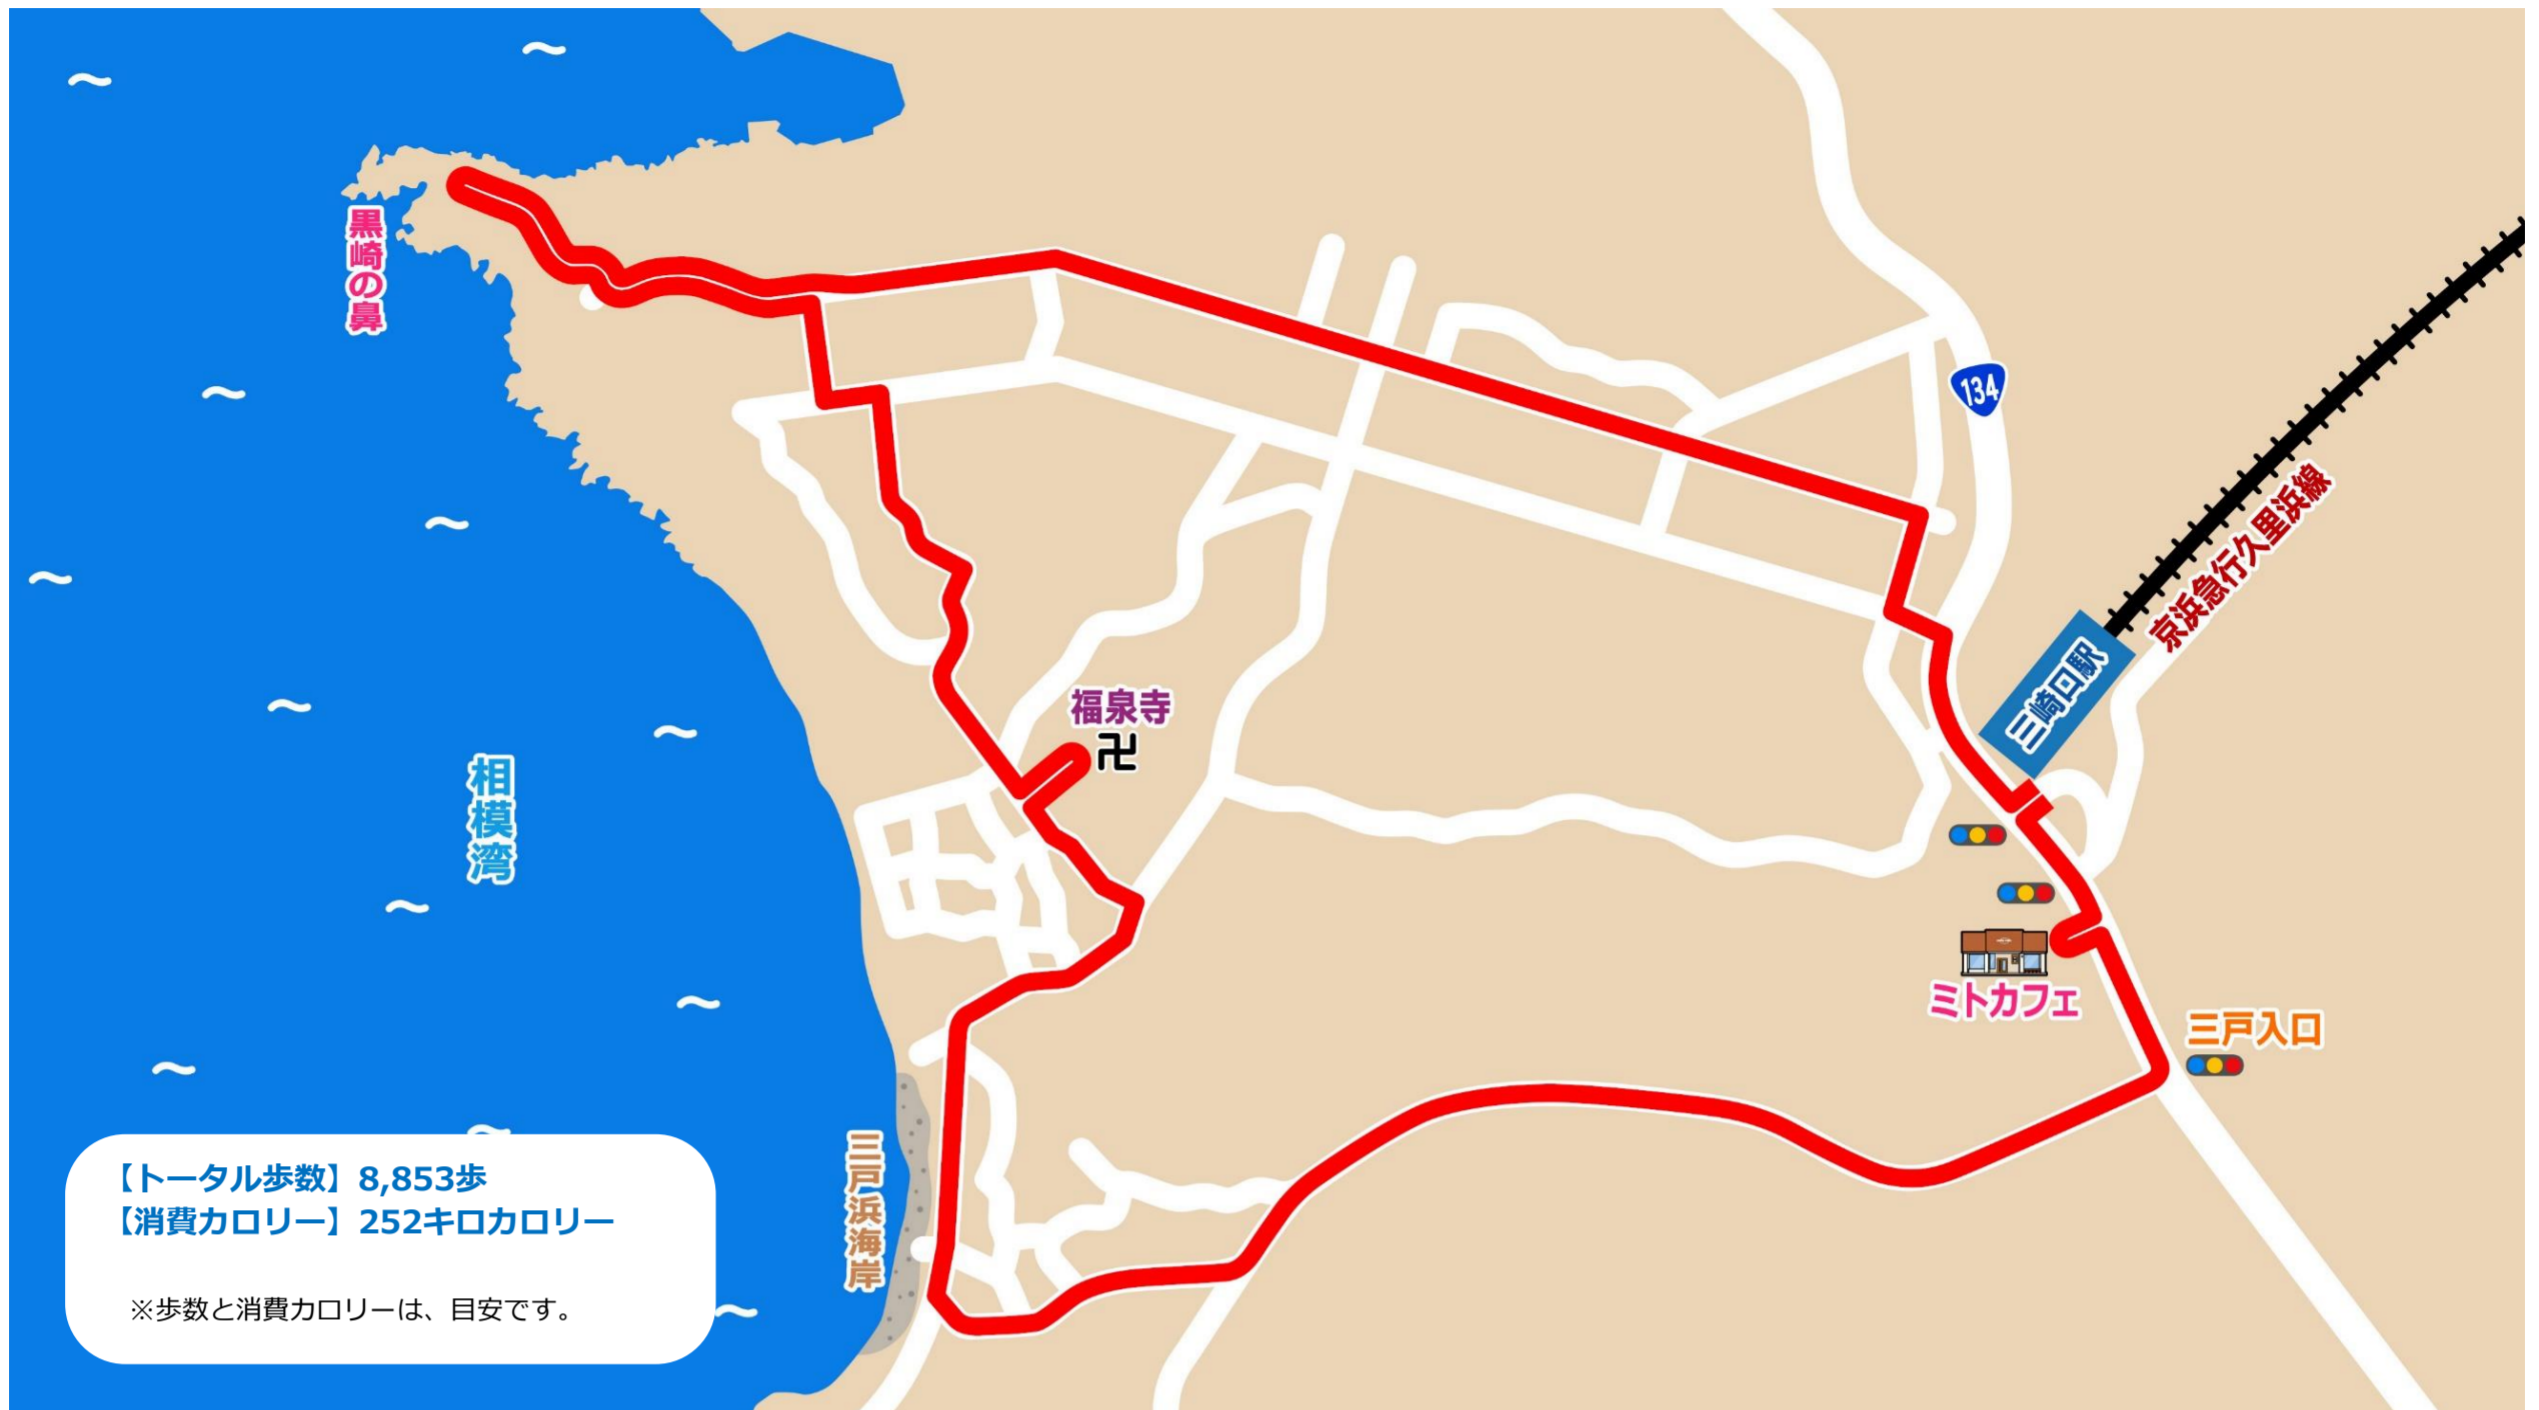 黒崎の鼻
134
京浜急行久里浜線
三崎口駅
福泉寺
卍
相模湾
ミトカフェ
三戸入口
三戸浜海岸
【トータル歩数】8,853歩
【消費カロリー】252キロカロリー
※歩数と消費カロリーは、目安です。